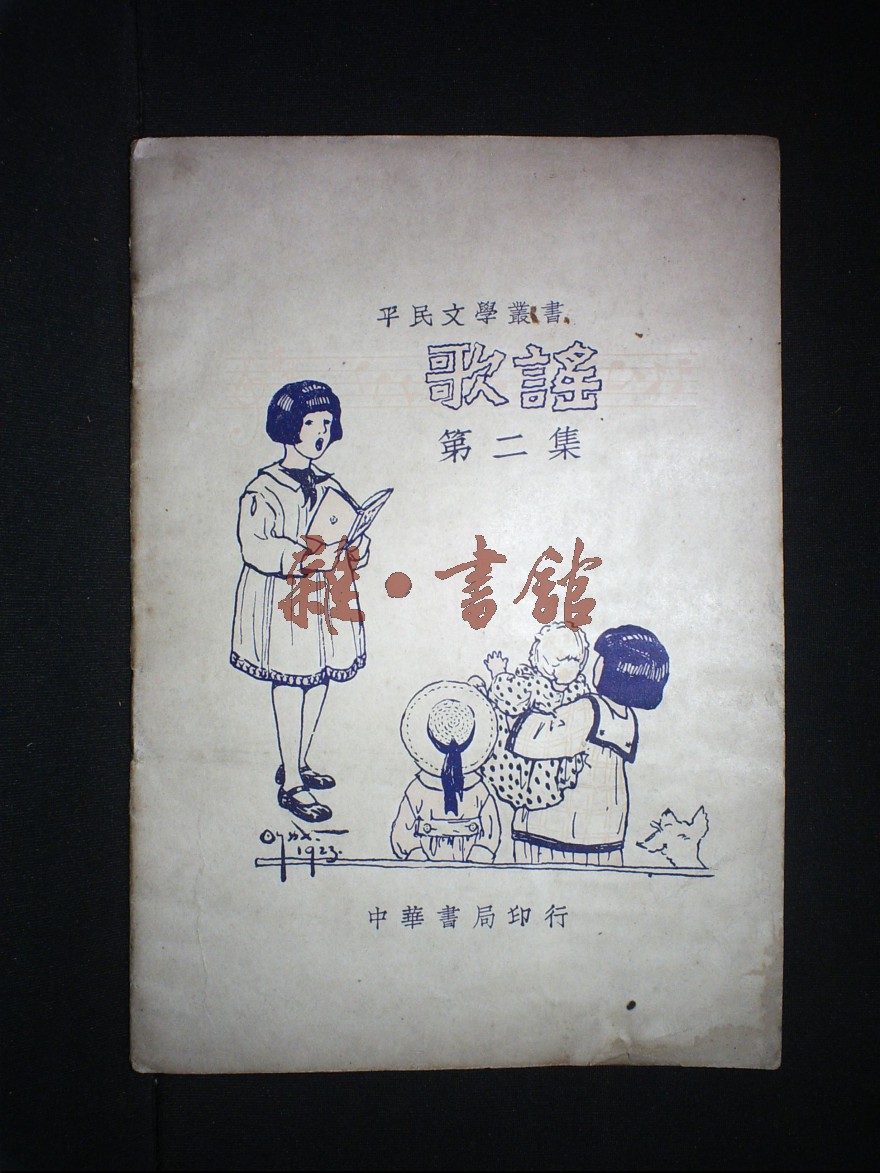 平民文學叢書
歌謠
第二集
雜·書館
1923.
中華書局印行